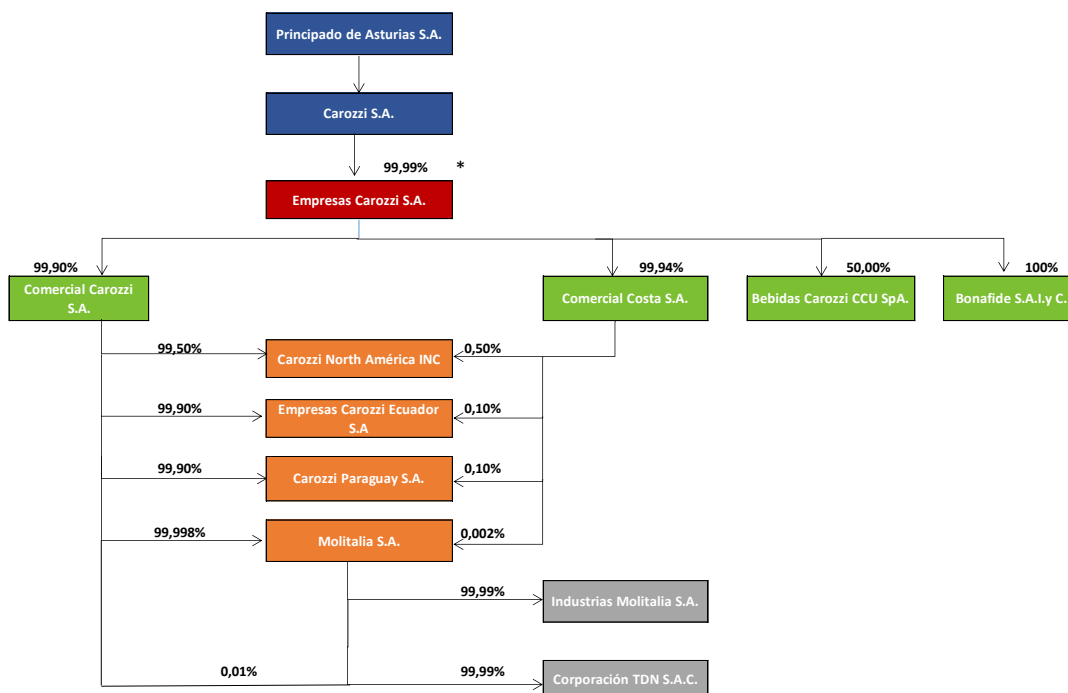 Principado de Asturias S.A.
Carozzi S.A.
99,99% *
Empresas Carozzi S.A.
99,90%
99,94%
50,00%
100%
Comercial Carozzi
S.A.
Comercial Costa S.A.
Bebidas Carozzi CCU SpA.
Bonafide S.A.I.y C.
99,50%
Carozzi North América INC
0,50%
99,90%
Empresas Carozzi Ecuador
S.A
0,10%
99,90%
Carozzi Paraguay S.A.
0,10%
99,998%
Molitalia S.A.
0,002%
99,99%
Industrias Molitalia S.A.
0,01%
99,99%
Corporación TDN S.A.C.